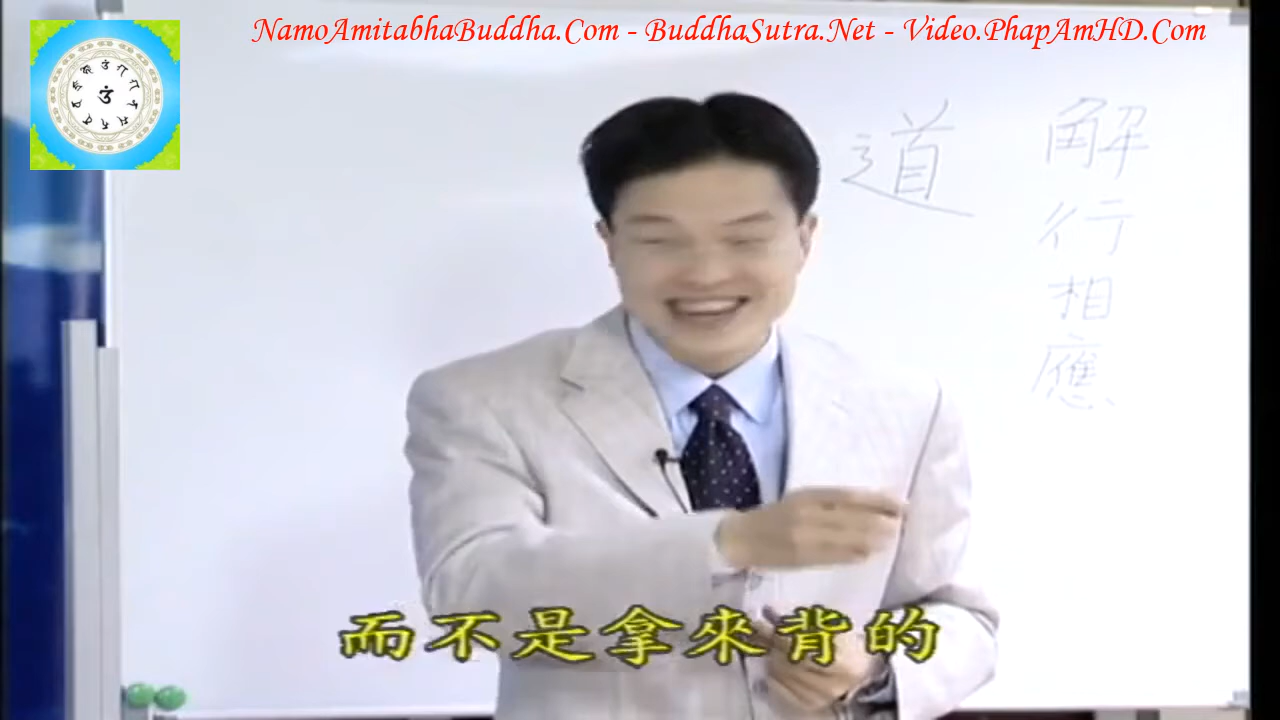 NamoAmitabhaBuddha.Com - BuddhaSutra.Net - Video.PhapAmHD.Com
道
解行相應
而不是拿來背的